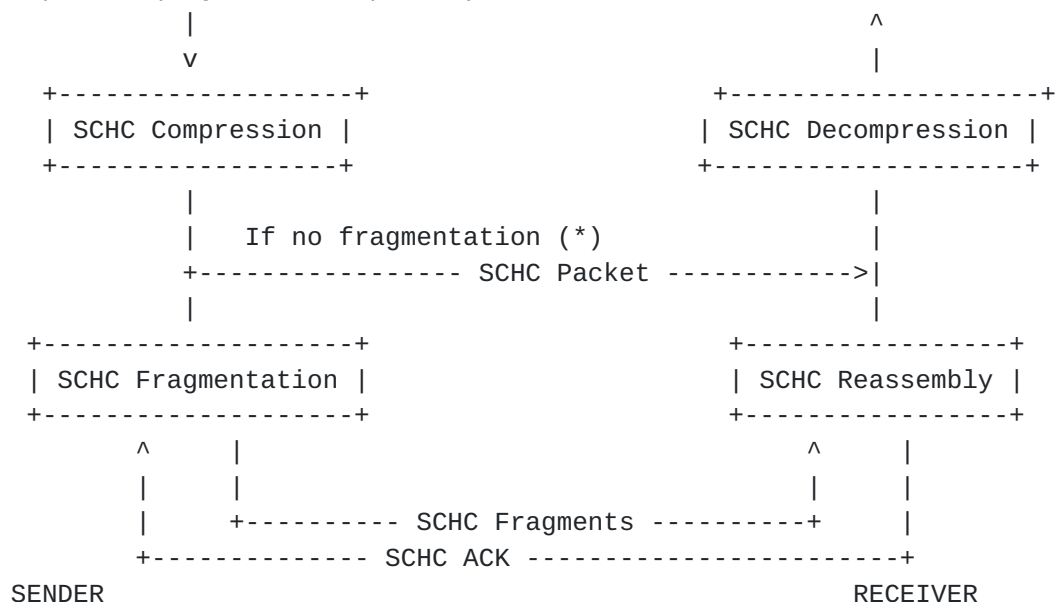 SCHC Compression
SCHC Decompression
If no fragmentation (*)
SCHC Packet
SCHC Fragmentation
SCHC Reassembly
SCHC Fragments
SCHC ACK
SENDER
RECEIVER